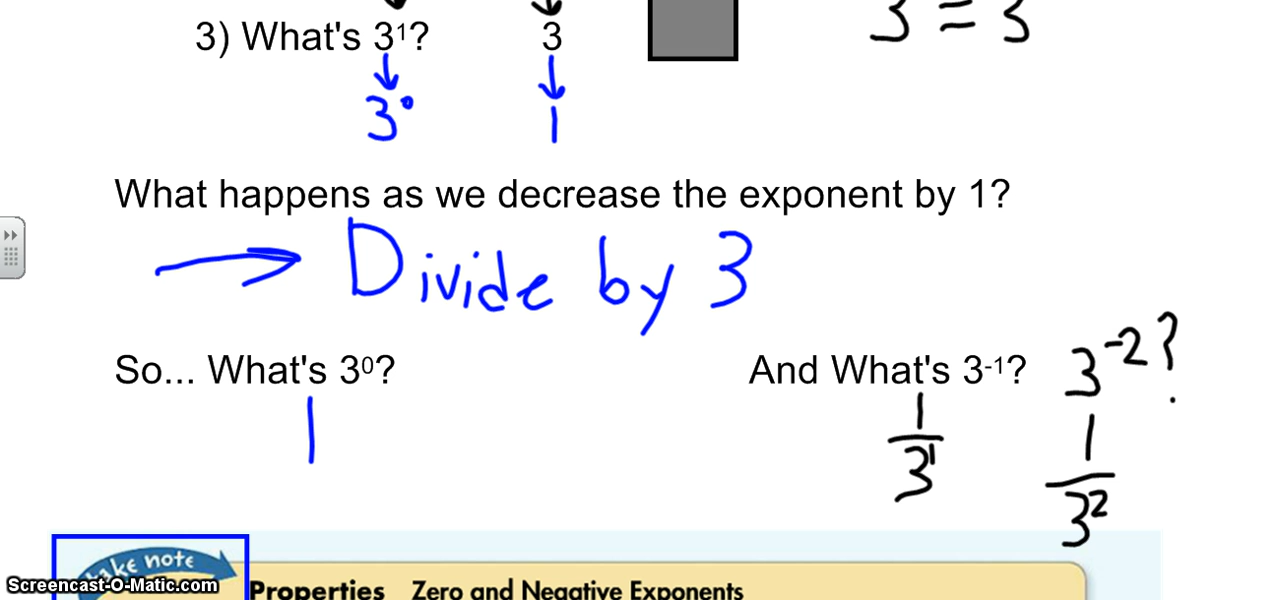 3) What's 3¹? 3 3 = 3
3⁰ 1
What happens as we decrease the exponent by 1?
→ Divide by 3
So... What's 3⁰? And What's 3⁻¹? 3⁻²?
1 1/3¹ 1/3²
take note
Screencast-O-Matic.com
Properties Zero and Negative Exponents